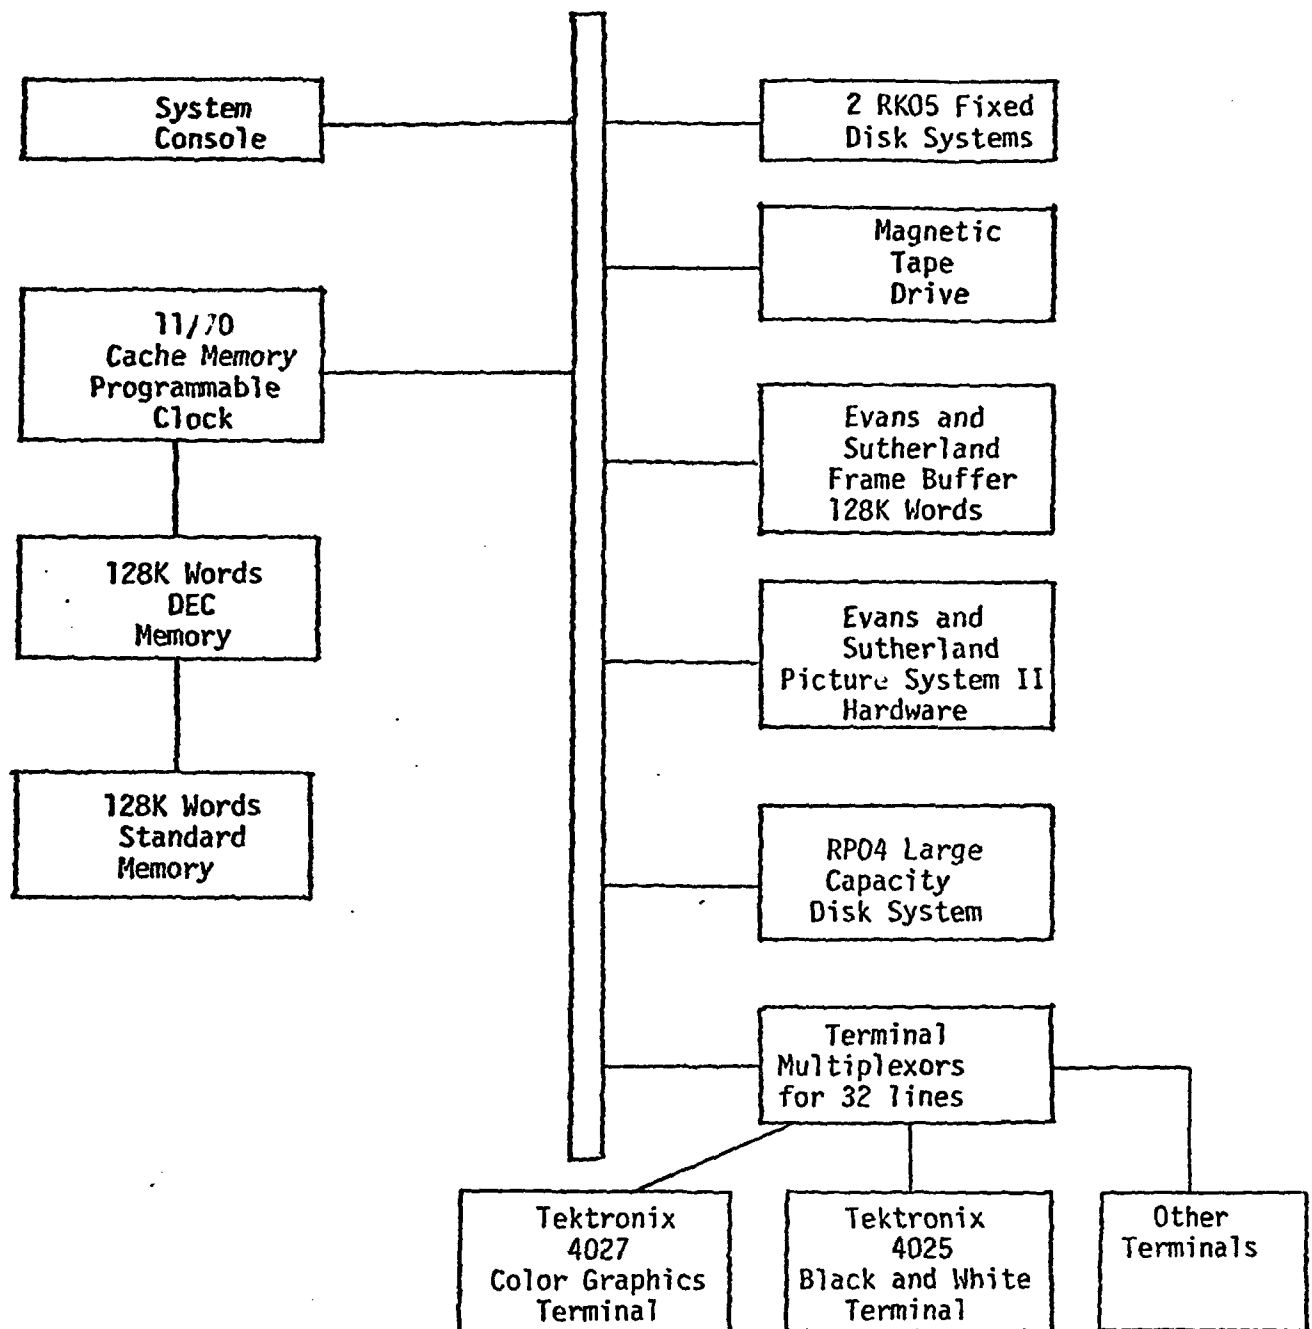 System
Console
2 RK05 Fixed
Disk Systems
Magnetic
Tape
Drive
11/70
Cache Memory
Programmable
Clock
Evans and
Sutherland
Frame Buffer
128K Words
128K Words
DEC
Memory
Evans and
Sutherland
Picture System II
Hardware
128K Words
Standard
Memory
RP04 Large
Capacity
Disk System
Terminal
Multiplexors
for 32 lines
Tektronix
4027
Color Graphics
Terminal
Tektronix
4025
Black and White
Terminal
Other
Terminals